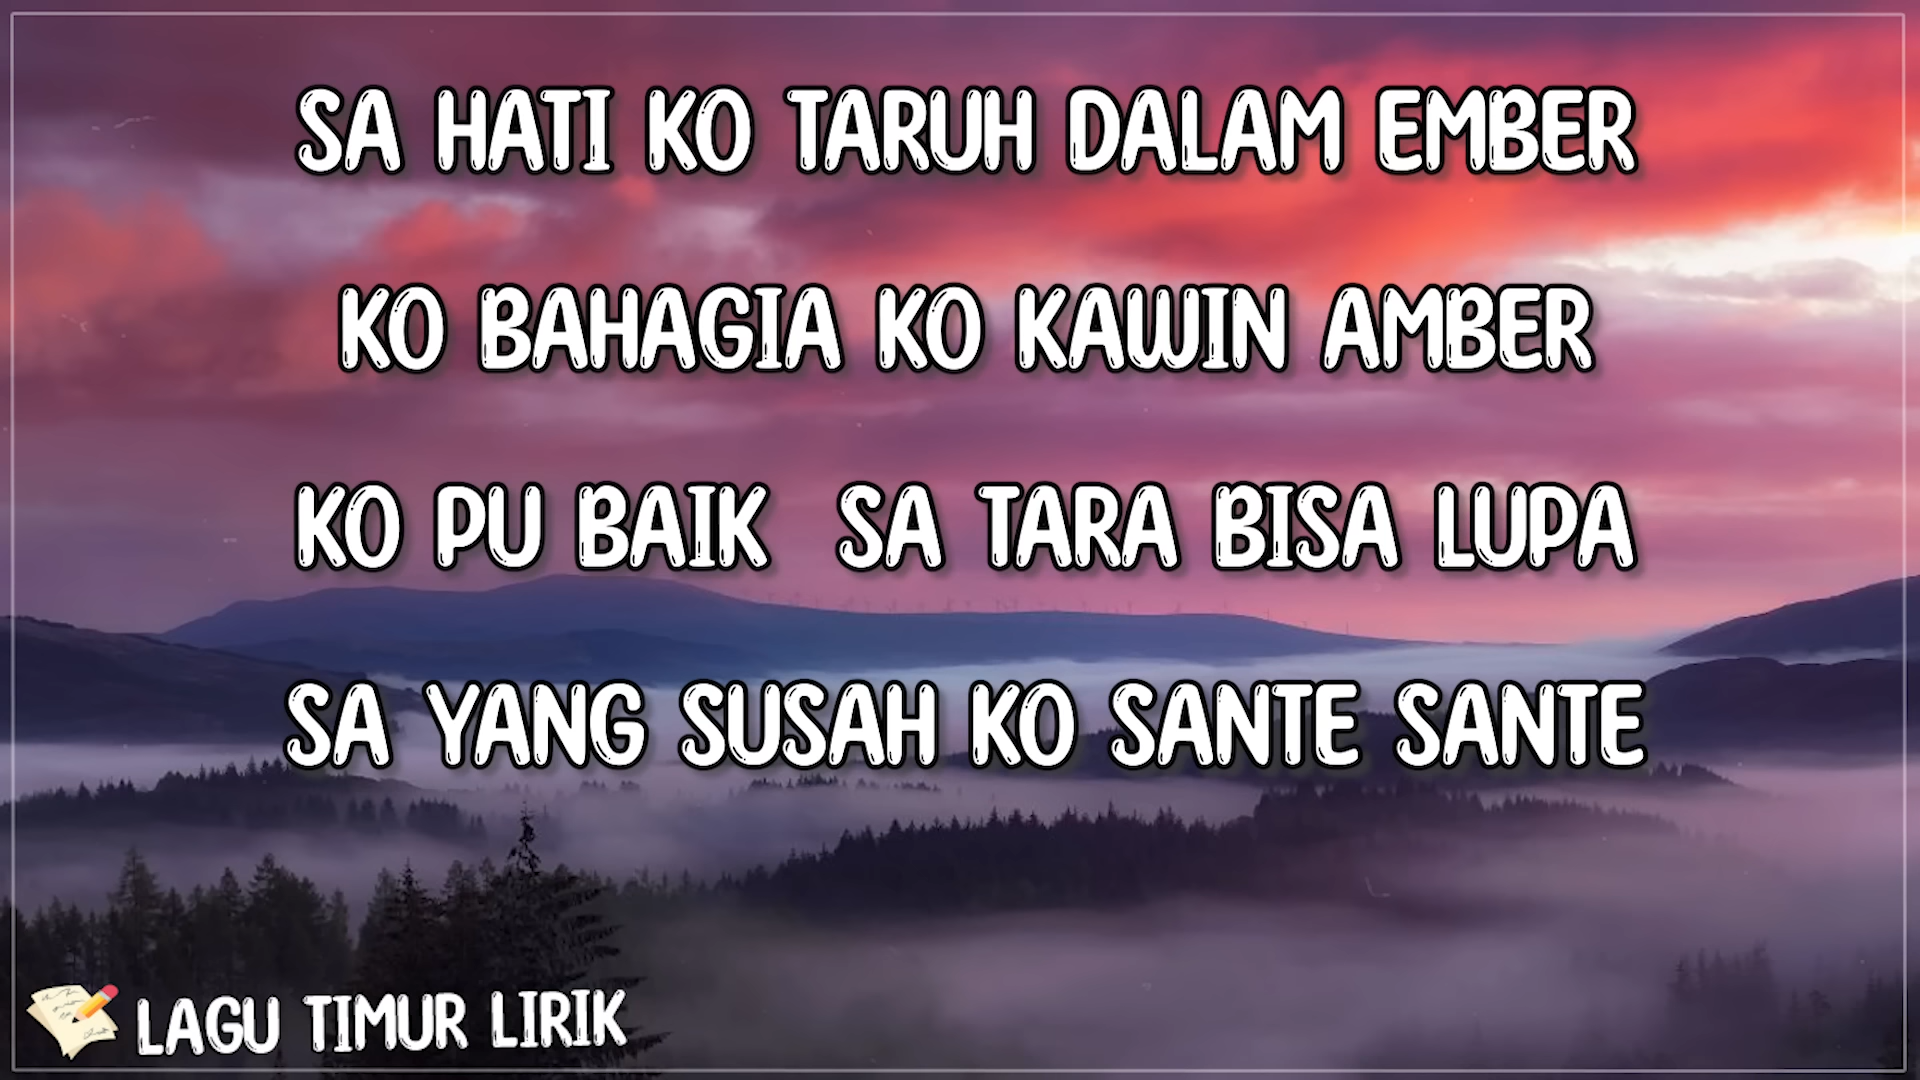 SA HATI KO TARUH DALAM EMBER
KO BAHAGIA KO KAWIN AMBER
KO PU BAIK SA TARA BISA LUPA
SA YANG SUSAH KO SANTE SANTE
LAGU TIMUR LIRIK